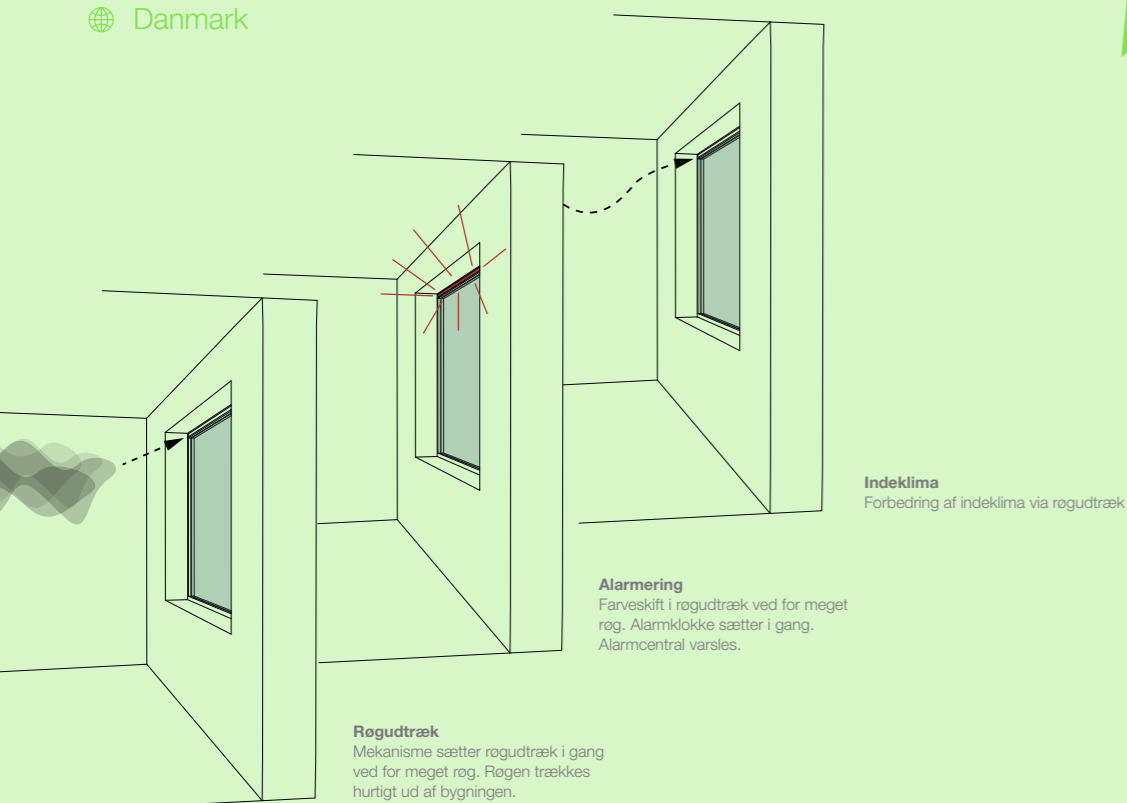 Danmark
Indeklima
Forbedring af indeklima via røgudtræk
Alarmering
Farveskift i røgudtræk ved for meget
røg. Alarmklokke sætter i gang.
Alarmcentral varsles.
Røgudtræk
Mekanisme sætter røgudtræk i gang
ved for meget røg. Røgen trækkes
hurtigt ud af bygningen.